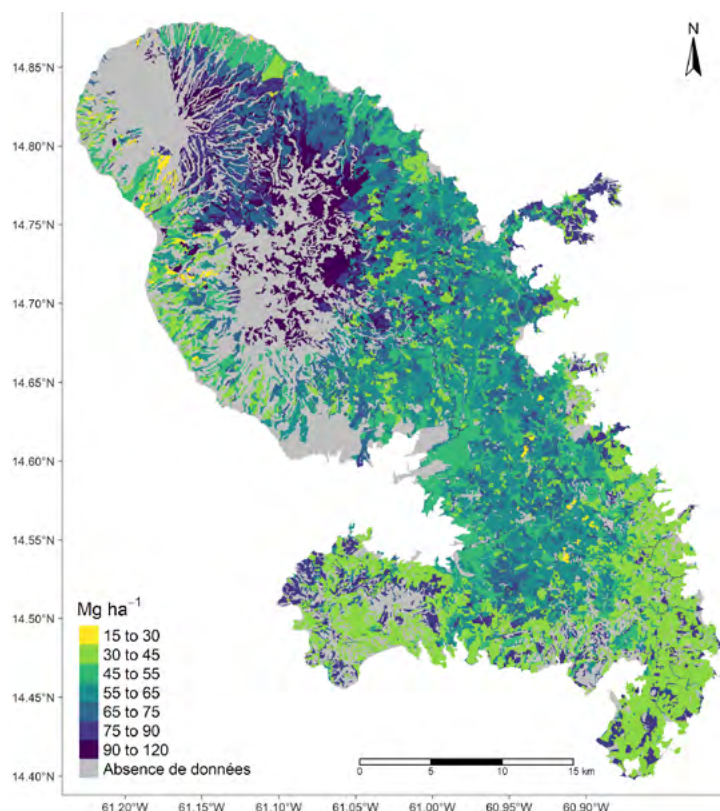 N
14.85°N
14.80°N
14.75°N
14.70°N
14.65°N
14.60°N
14.55°N
14.50°N
14.45°N
14.40°N
Mg ha⁻¹
15 to 30
30 to 45
45 to 55
55 to 65
65 to 75
75 to 90
90 to 120
Absence de données
0 5 10 15 km
61.20°W 61.15°W 61.10°W 61.05°W 61.00°W 60.95°W 60.90°W